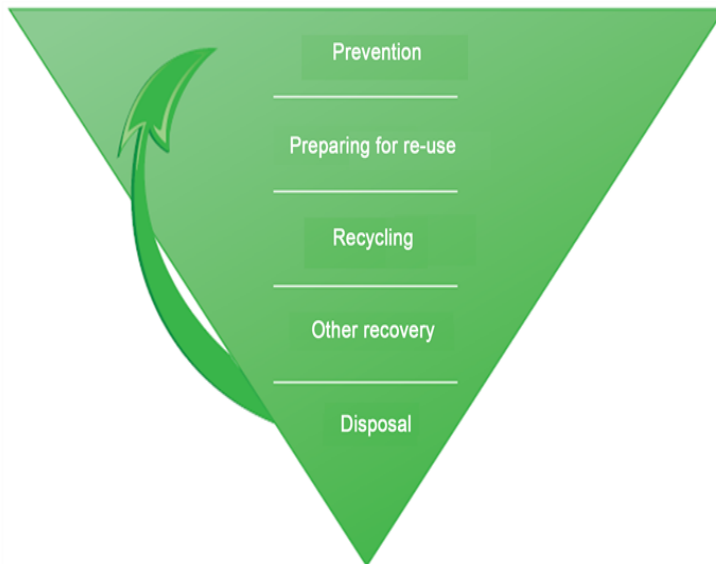 Prevention
Preparing for re-use
Recycling
Other recovery
Disposal